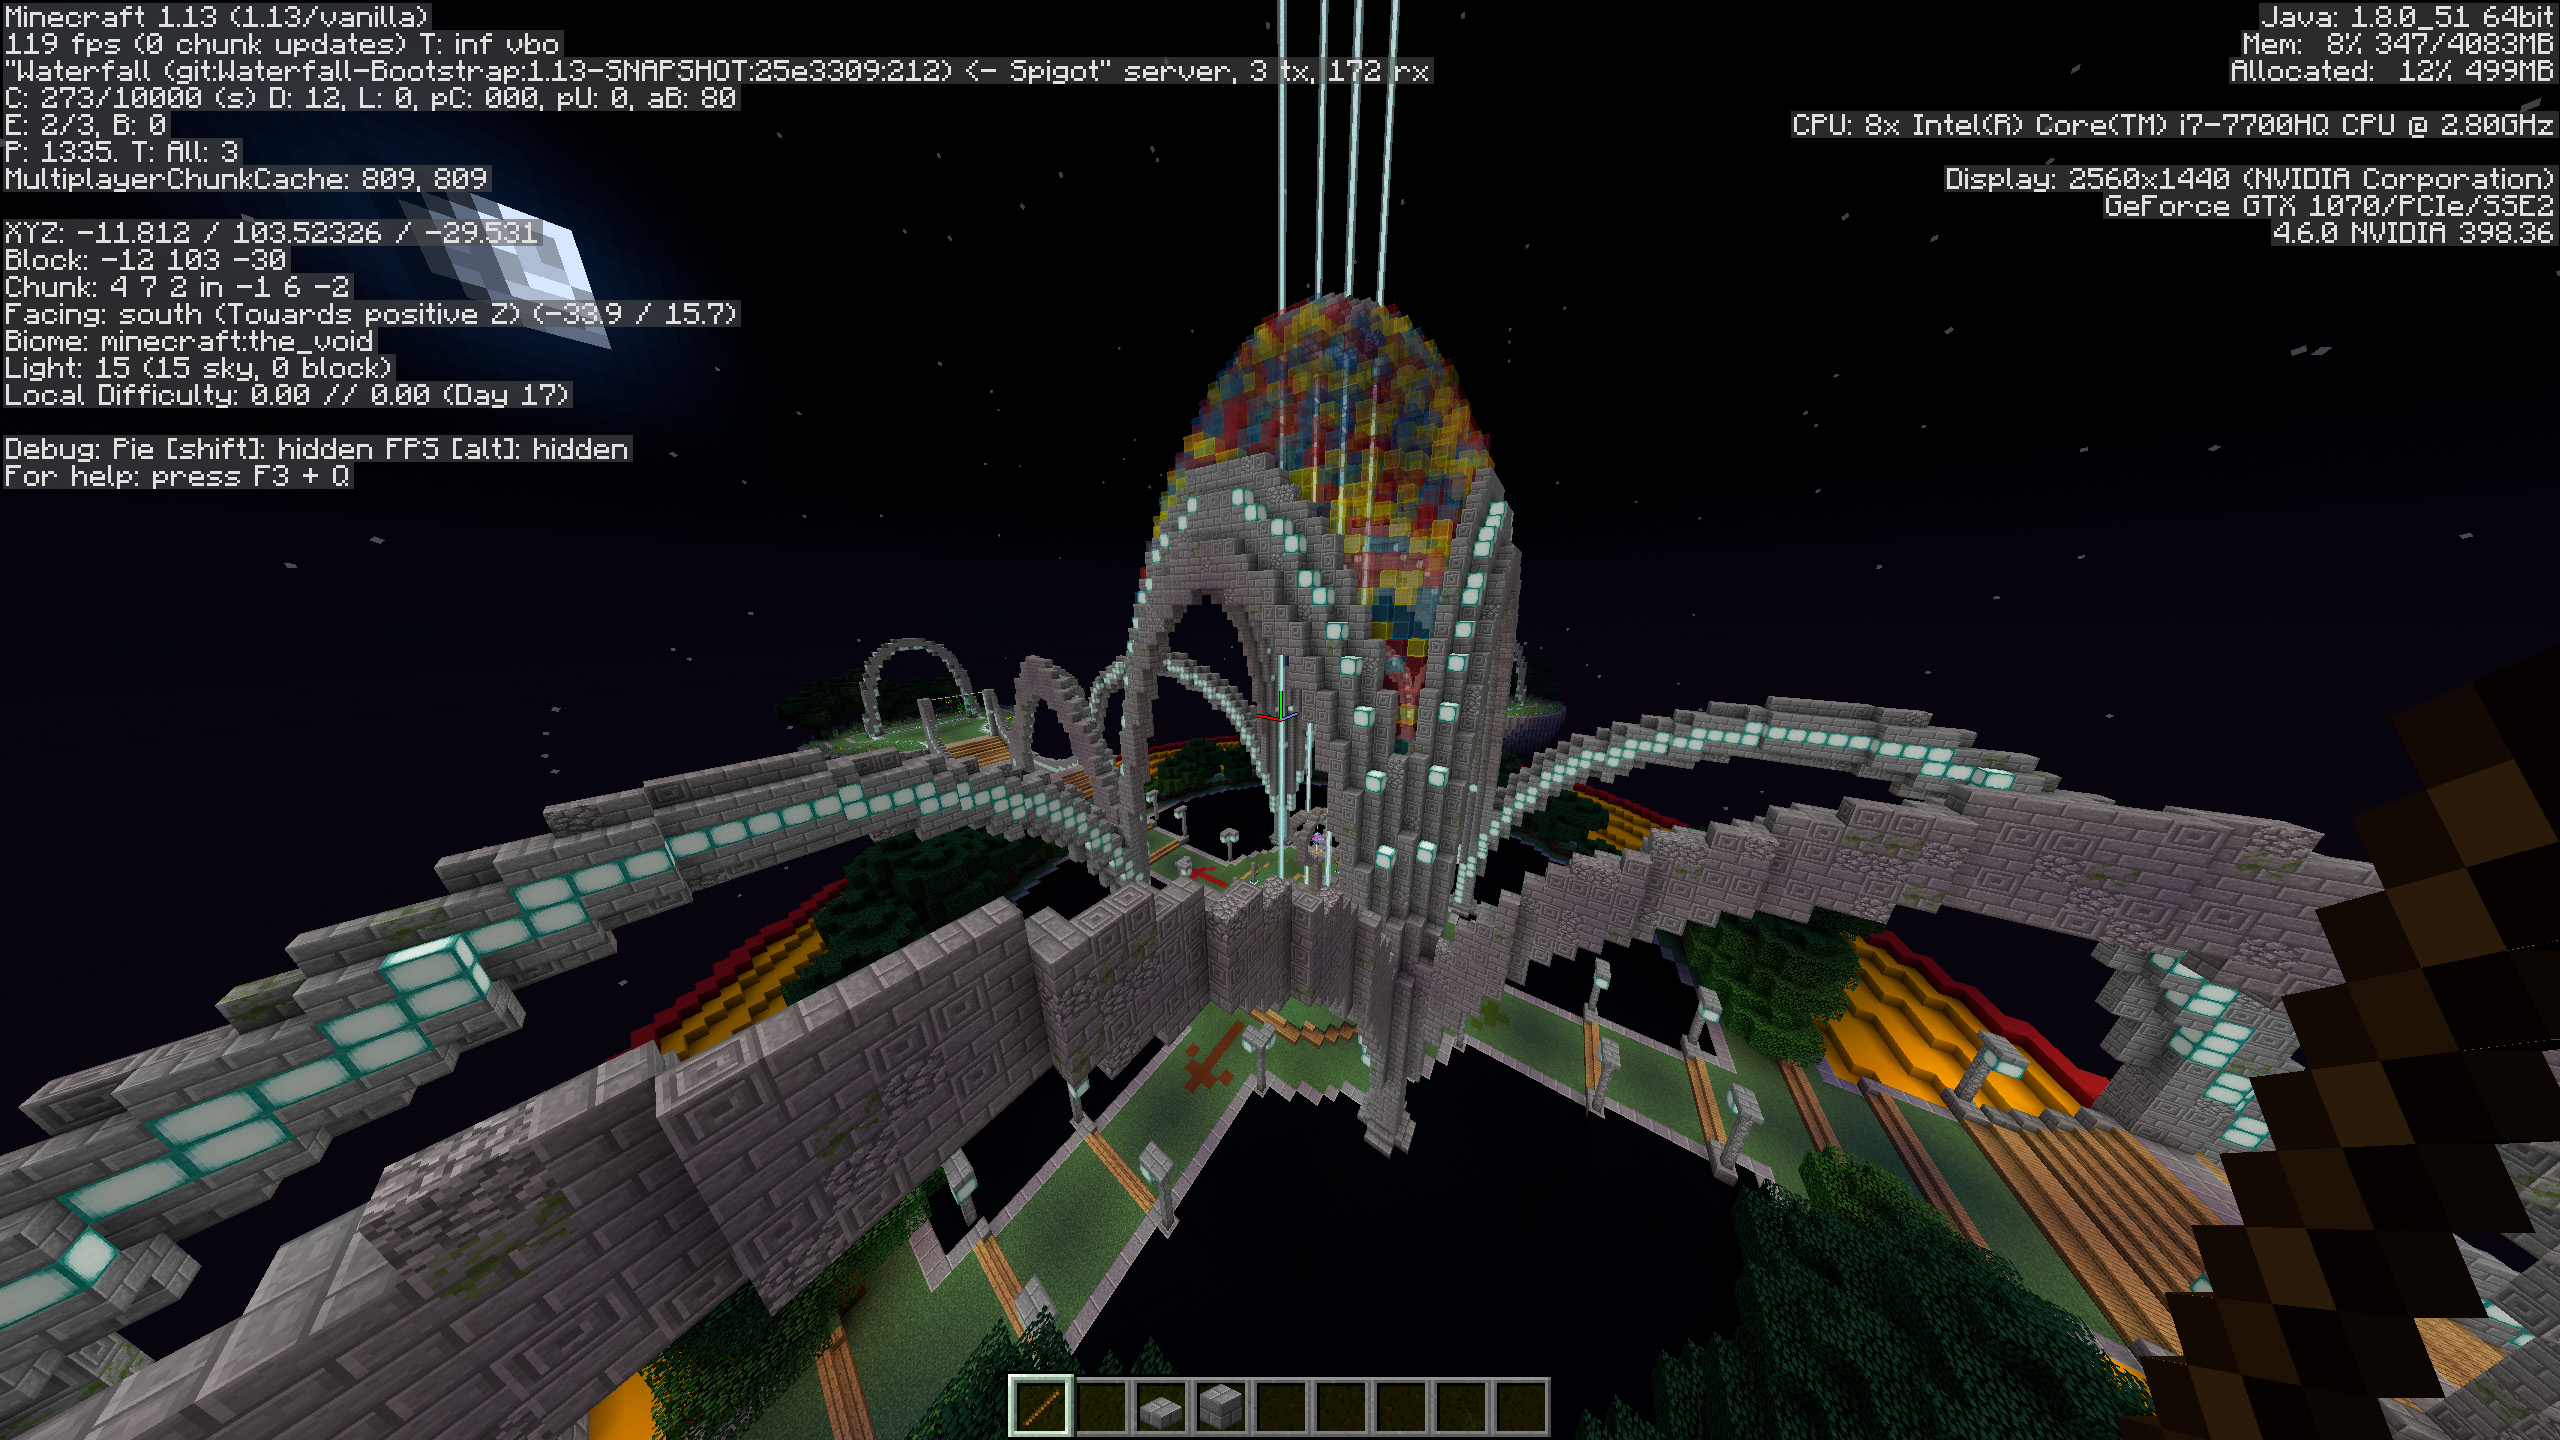 Minecraft 1.13 (1.13/vanilla)
119 fps (0 chunk updates) T: inf vbo
"Waterfall (git:Waterfall-Bootstrap:1.13-SNAPSHOT:25e3309:212) <- Spigot" server, 3 tx, 172 rx
C: 273/10000 (s) D: 12, L: 0, pC: 000, pU: 0, aB: 80
E: 2/3, B: 0
P: 1335. T: All: 3
MultiplayerChunkCache: 809, 809
XYZ: -11.812 / 103.52326 / -29.531
Block: -12 103 -30
Chunk: 4 7 2 in -1 6 -2
Facing: south (Towards positive Z) (-33.9 / 15.7)
Biome: minecraft:the_void
Light: 15 (15 sky, 0 block)
Local Difficulty: 0.00 // 0.00 (Day 17)
Debug: Pie [shift]: hidden FPS [alt]: hidden
For help: press F3 + Q
Java: 1.8.0_51 64bit
Mem: 8% 347/4083MB
Allocated: 12% 499MB
CPU: 8x Intel(R) Core(TM) i7-7700HQ CPU @ 2.80GHz
Display: 2560x1440 (NVIDIA Corporation)
GeForce GTX 1070/PCIe/SSE2
4.6.0 NVIDIA 398.36